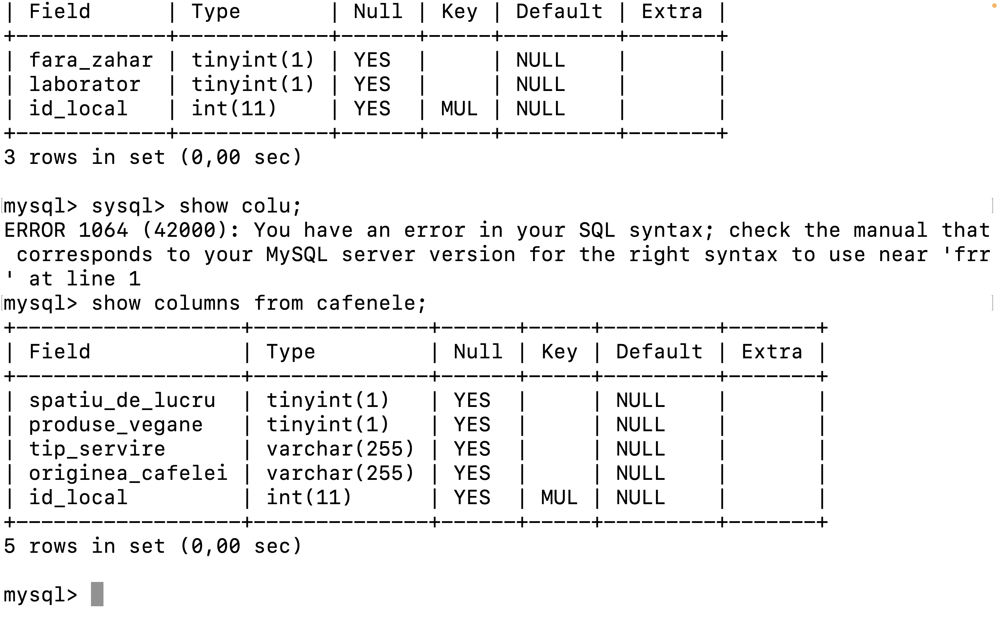 | Field       | Type       | Null | Key | Default | Extra |
+-------------+------------+------+-----+---------+-------+
| fara_zahar | tinyint(1) | YES  |     | NULL    |       |
| laborator  | tinyint(1) | YES  |     | NULL    |       |
| id_local   | int(11)    | YES  | MUL | NULL    |       |
+-------------+------------+------+-----+---------+-------+
3 rows in set (0,00 sec)
[mysql> sysql> show colu; ]
ERROR 1064 (42000): You have an error in your SQL syntax; check the manual that
 corresponds to your MySQL server version for the right syntax to use near 'frr
' at line 1
[mysql> show columns from cafenele; ]
+-------------------+--------------+------+-----+---------+-------+
| Field             | Type         | Null | Key | Default | Extra |
+-------------------+--------------+------+-----+---------+-------+
| spatiu_de_lucru  | tinyint(1)   | YES  |     | NULL    |       |
| produse_vegane   | tinyint(1)   | YES  |     | NULL    |       |
| tip_servire      | varchar(255) | YES  |     | NULL    |       |
| originea_cafelei | varchar(255) | YES  |     | NULL    |       |
| id_local         | int(11)      | YES  | MUL | NULL    |       |
+-------------------+--------------+------+-----+---------+-------+
5 rows in set (0,00 sec)
mysql>